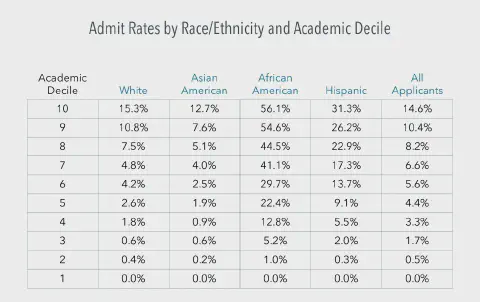 Admit Rates by Race/Ethnicity and Academic Decile
Academic Decile White Asian American African American Hispanic All Applicants
10 15.3% 12.7% 56.1% 31.3% 14.6%
9 10.8% 7.6% 54.6% 26.2% 10.4%
8 7.5% 5.1% 44.5% 22.9% 8.2%
7 4.8% 4.0% 41.1% 17.3% 6.6%
6 4.2% 2.5% 29.7% 13.7% 5.6%
5 2.6% 1.9% 22.4% 9.1% 4.4%
4 1.8% 0.9% 12.8% 5.5% 3.3%
3 0.6% 0.6% 5.2% 2.0% 1.7%
2 0.4% 0.2% 1.0% 0.3% 0.5%
1 0.0% 0.0% 0.0% 0.0% 0.0%